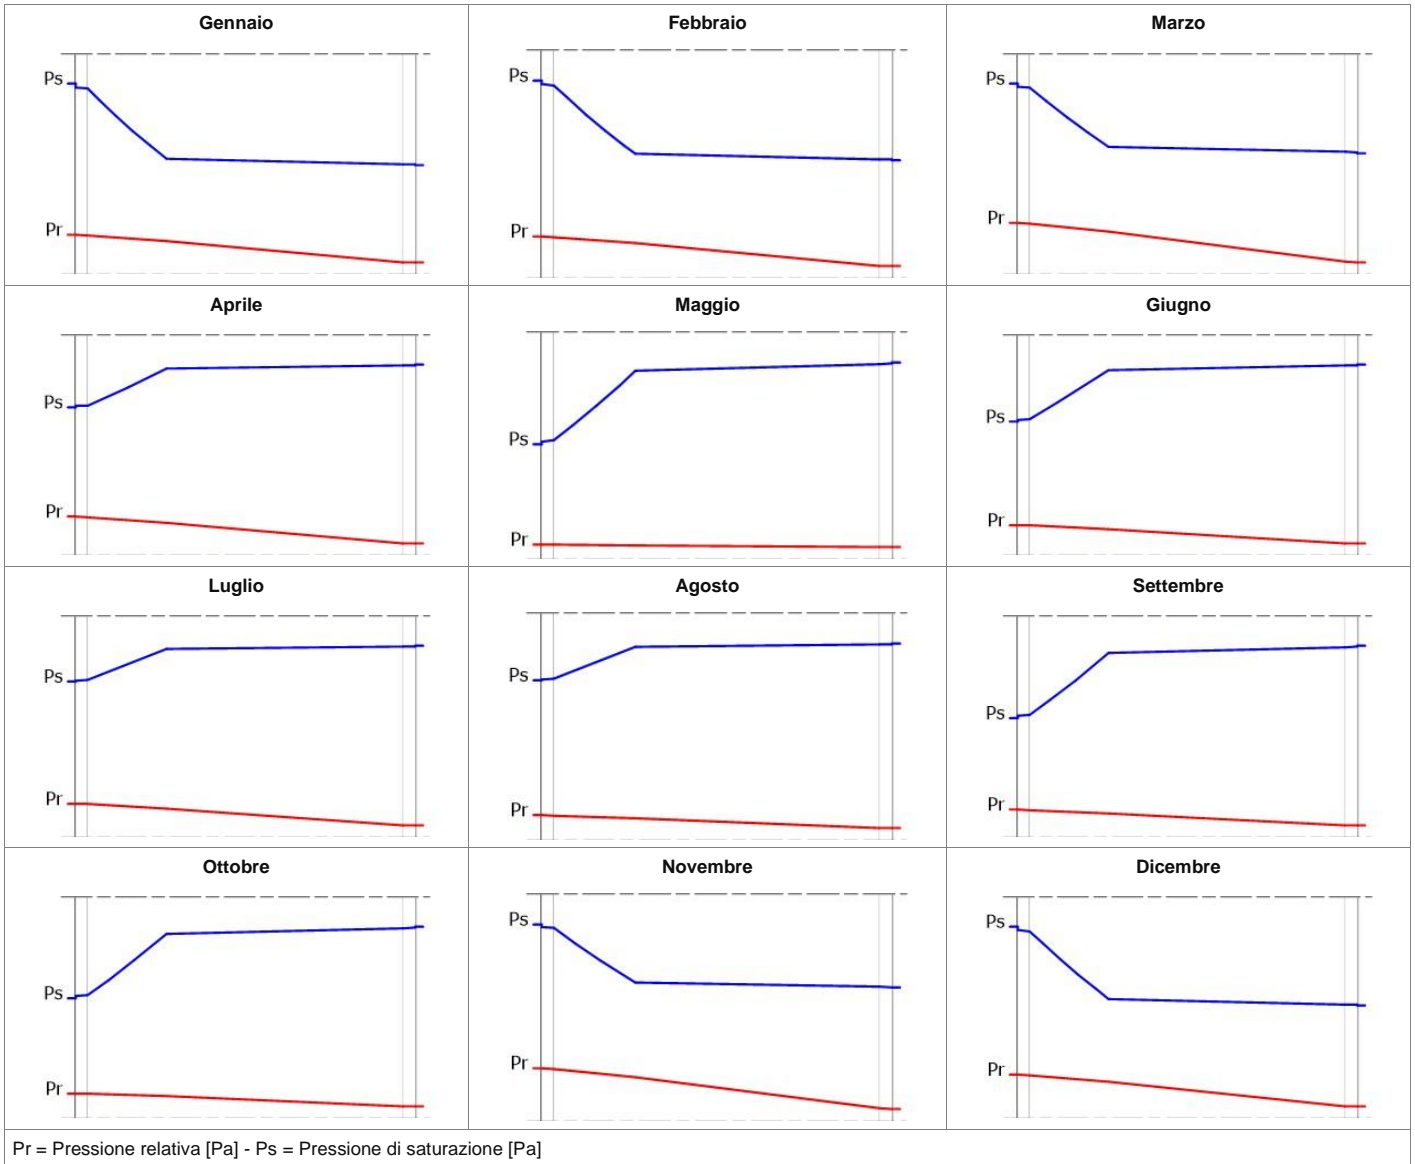 Gennaio
Febbraio
Marzo
Ps
Pr
Ps
Pr
Ps
Pr
Aprile
Maggio
Giugno
Ps
Pr
Ps
Pr
Ps
Pr
Luglio
Agosto
Settembre
Ps
Pr
Ps
Pr
Ps
Pr
Ottobre
Novembre
Dicembre
Ps
Pr
Ps
Pr
Ps
Pr
Pr = Pressione relativa [Pa] - Ps = Pressione di saturazione [Pa]